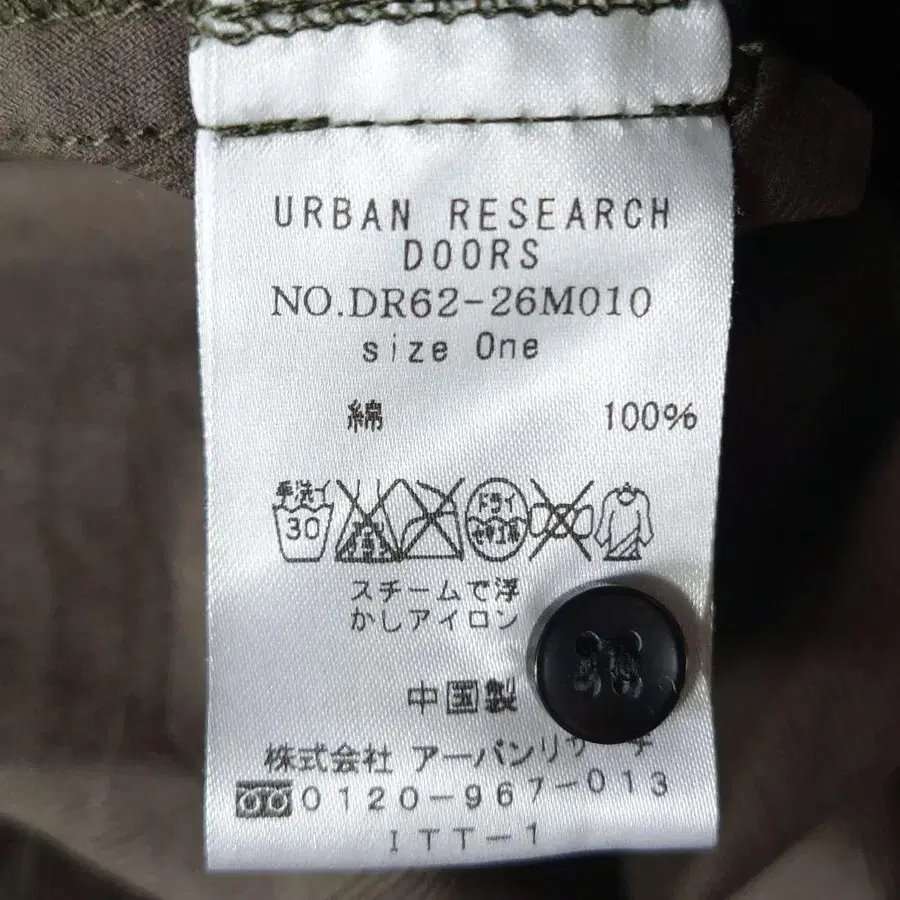 URBAN RESEARCH
DOORS
NO.DR62-26M010
size One
綿 100%
手洗イ
30 ドライ
セキユ系
スチームで浮
かしアイロン
中国製
株式会社 アーバンリサーチ
0120-967-013
ITT-1